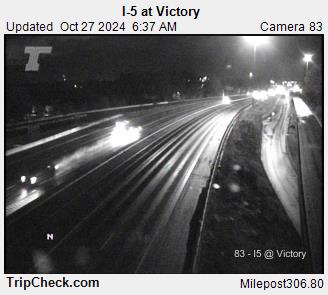 I-5 at Victory
Updated Oct 27 2024 6:37 AM Camera 83
T
N
83 - I5 @ Victory
TripCheck.com Milepost306.80